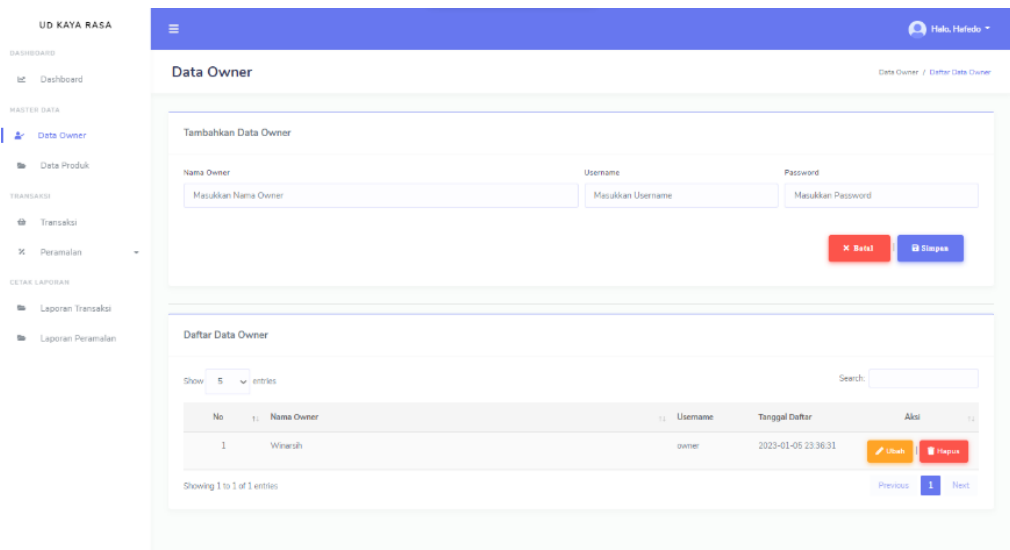 UD KAYA RASA
Halo, Hafedo
DASHBOARD
Dashboard
Data Owner
Data Owner / Daftar Data Owner
MASTER DATA
Data Owner
Data Produk
TRANSAKSI
Transaksi
Peramalan
CETAK LAPORAN
Laporan Transaksi
Laporan Peramalan
Tambahkan Data Owner
Nama Owner Username Password
Masukkan Nama Owner Masukkan Username Masukkan Password
Batal | Simpan
Daftar Data Owner
Show 5 entries Search:
No Nama Owner Username Tanggal Daftar Aksi
1 Winarsih owner 2023-01-05 23:36:31 Ubah | Hapus
Showing 1 to 1 of 1 entries Previous 1 Next